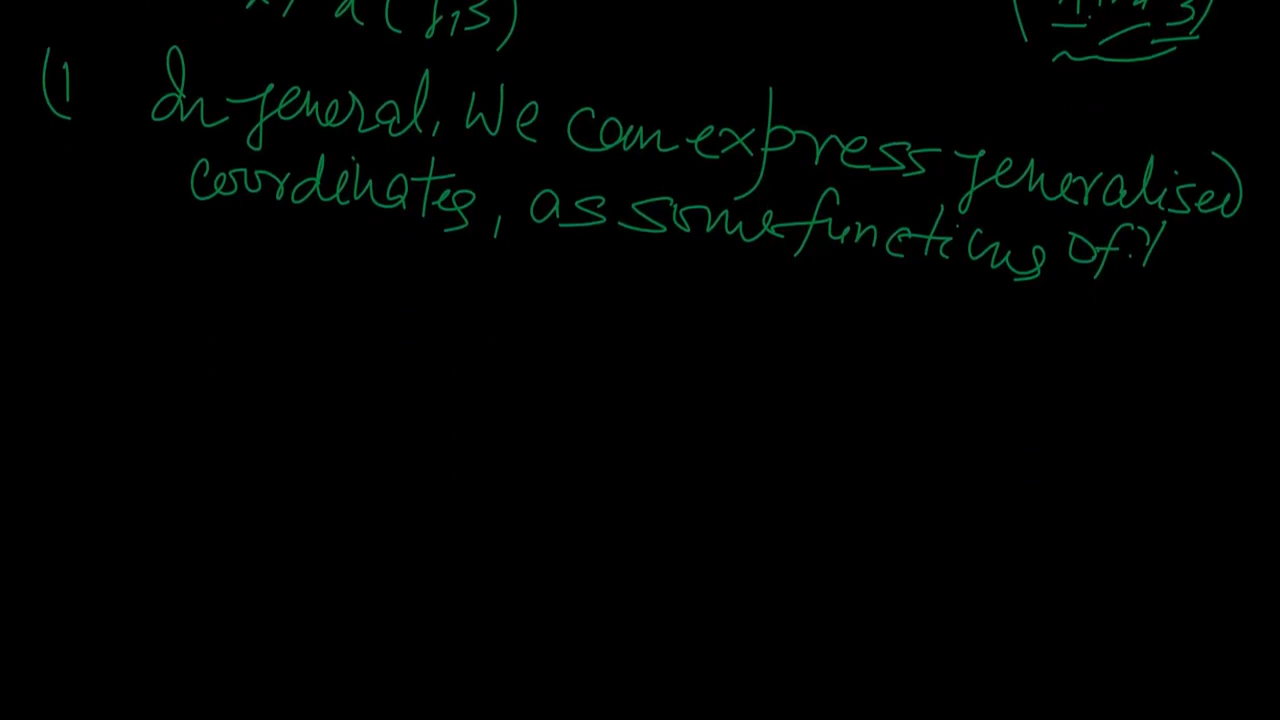 (1 In general, we can express generalised
coordinates, as some functions of